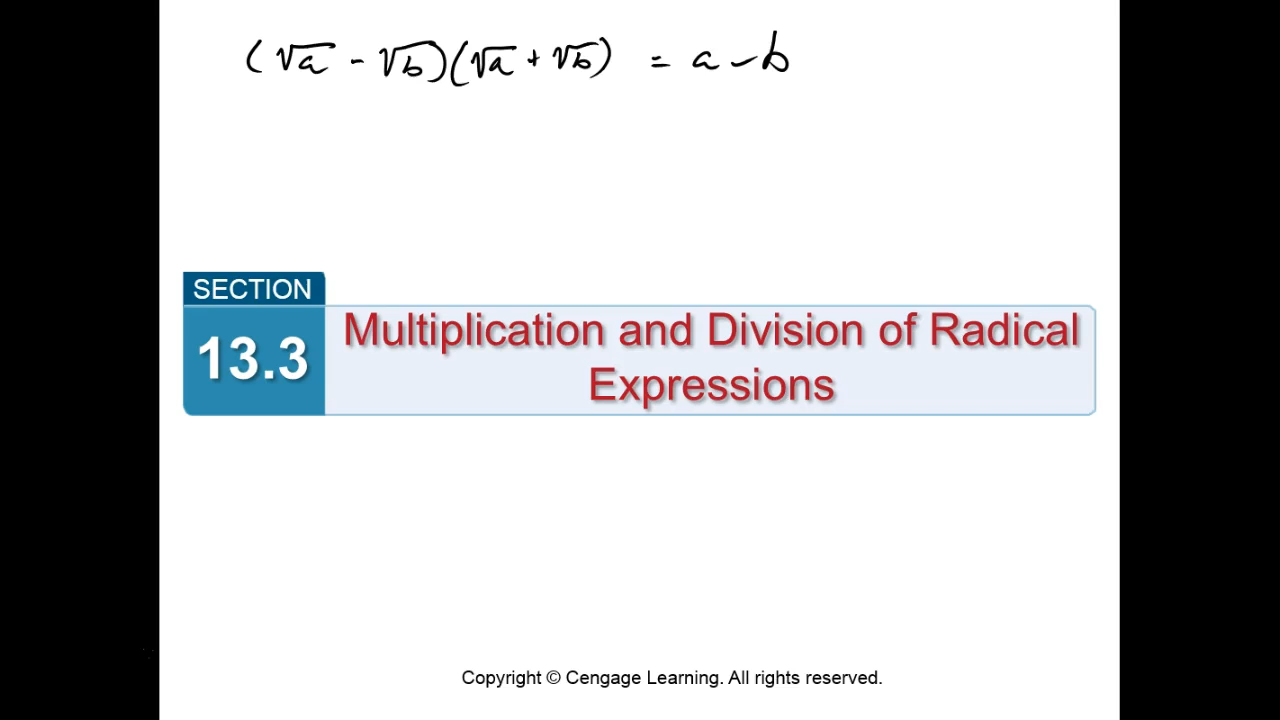 (√a - √b)(√a + √b) = a - b
SECTION
13.3
Multiplication and Division of Radical
Expressions
Copyright © Cengage Learning. All rights reserved.